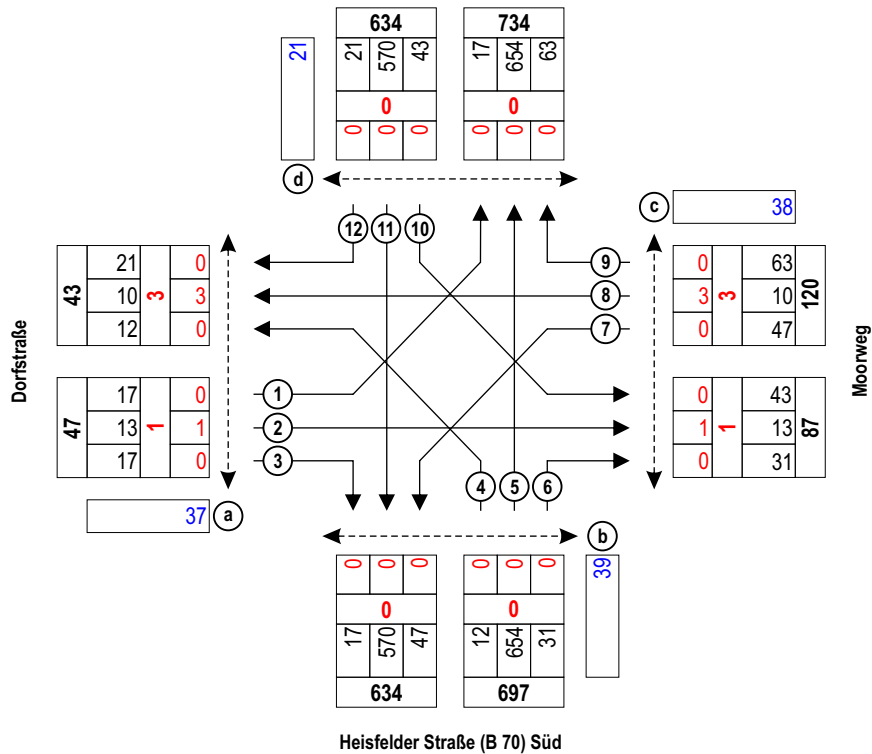 634 734
21
21 570 43 17 654 63
0 0
0 0 0 0 0 0
d
c 38
12 11 10
43 21 3 0
10 3
12 0
9
8
7
0 3 63 120
3 10
0 47
Dorfstraße
Moorweg
47 17 1 0
13 1
17 0
1
2
3
0 1 43 87
1 13
0 31
4 5 6
37 a
b
39
0 0 0 0 0 0
0 0
17 570 47 12 654 31
634 697
Heisfelder Straße (B 70) Süd